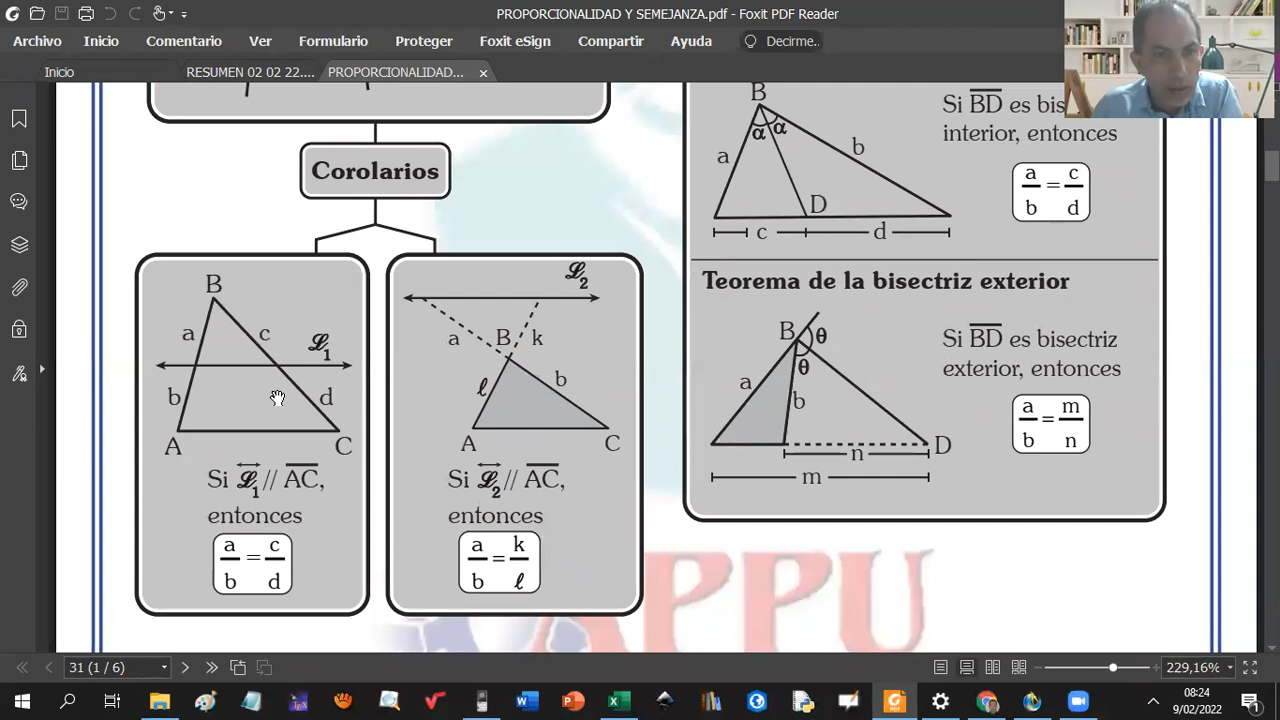 PROPORCIONALIDAD Y SEMEJANZA.pdf - Foxit PDF Reader
Archivo Inicio Comentario Ver Formulario Proteger Foxit eSign Compartir Ayuda Decirme..
Inicio RESUMEN 02 02 22.... PROPORCIONALIDAD...
Corolarios
B
a c
ℒ1
b d
A C
Si ℒ1 // AC,
entonces
a/b = c/d
ℒ2
a B k
ℓ b
A C
Si ℒ2 // AC,
entonces
a/b = k/ℓ
B
α α
a b
D
c d
Si BD es bis
interior, entonces
a/b = c/d
Teorema de la bisectriz exterior
B θ
θ
a b
n D
m
Si BD es bisectriz
exterior, entonces
a/b = m/n
APPU
31 (1 / 6) 229,16%
08:24
9/02/2022